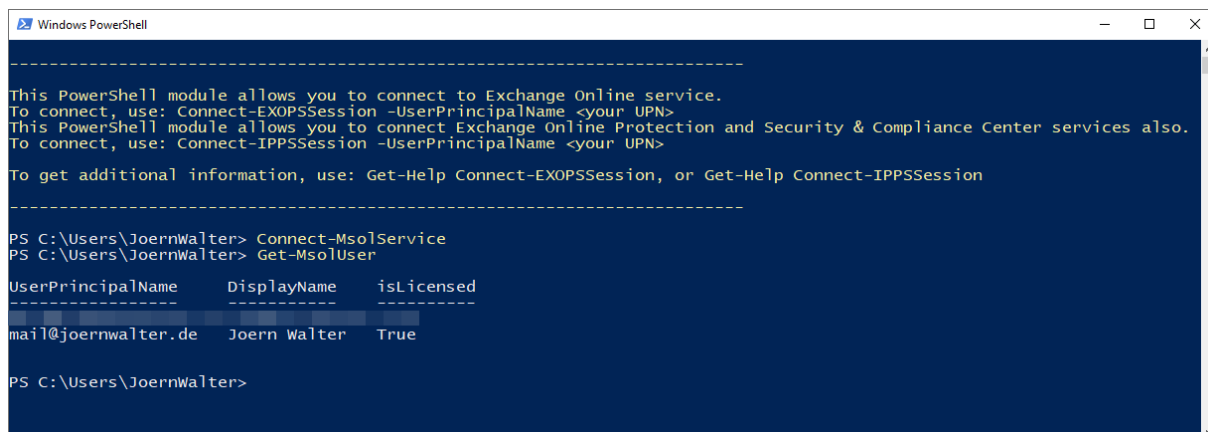 Windows PowerShell
----------------------------------------------------------------------------
This PowerShell module allows you to connect to Exchange Online service.
To connect, use: Connect-EXOPSSession -UserPrincipalName <your UPN>
This PowerShell module allows you to connect Exchange Online Protection and Security & Compliance Center services also.
To connect, use: Connect-IPPSSession -UserPrincipalName <your UPN>
To get additional information, use: Get-Help Connect-EXOPSSession, or Get-Help Connect-IPPSSession
----------------------------------------------------------------------------
PS C:\Users\JoernWalter> Connect-MsolService
PS C:\Users\JoernWalter> Get-MsolUser
UserPrincipalName DisplayName isLicensed
----------------- ----------- ----------
mail@joernwalter.de Joern Walter True
PS C:\Users\JoernWalter>